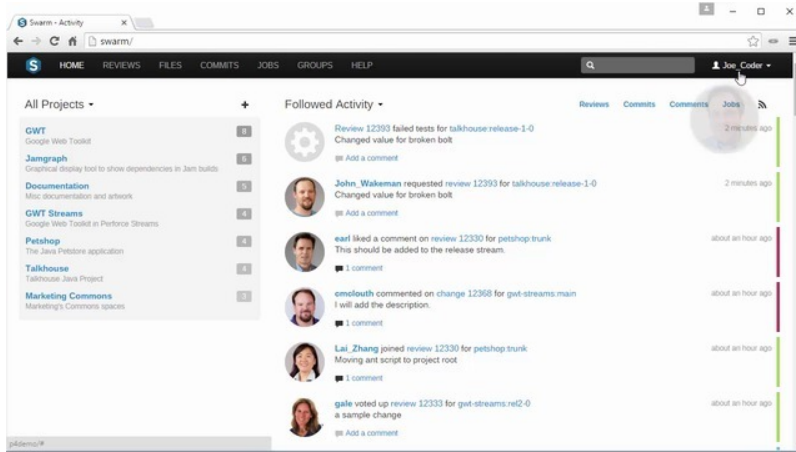 Swarm - Activity
swarm/
HOME REVIEWS FILES COMMITS JOBS GROUPS HELP
Joe_Coder
All Projects
+
GWT 8
Google Web Toolkit
Jamgraph 6
Graphical display tool to show dependencies in Jam builds
Documentation 5
Misc documentation and artwork
GWT Streams 4
Google Web Toolkit in Perforce Streams
Petshop 4
The Java Petstore application
Talkhouse 4
Talkhouse Java Project
Marketing Commons 3
Marketing's Commons spaces
Followed Activity
Reviews Commits Comments Jobs
Review 12393 failed tests for talkhouse:release-1-0
2 minutes ago
Changed value for broken bolt
Add a comment
John_Wakeman requested review 12393 for talkhouse:release-1-0
2 minutes ago
Changed value for broken bolt
Add a comment
earl liked a comment on review 12330 for petshop:trunk
about an hour ago
This should be added to the release stream.
1 comment
cmclouth commented on change 12368 for gwt-streams:main
about an hour ago
I will add the description.
1 comment
Lai_Zhang joined review 12330 for petshop:trunk
about an hour ago
Moving ant script to project root
1 comment
gale voted up review 12333 for gwt-streams:rel2-0
about an hour ago
a sample change
Add a comment
p4demo/#